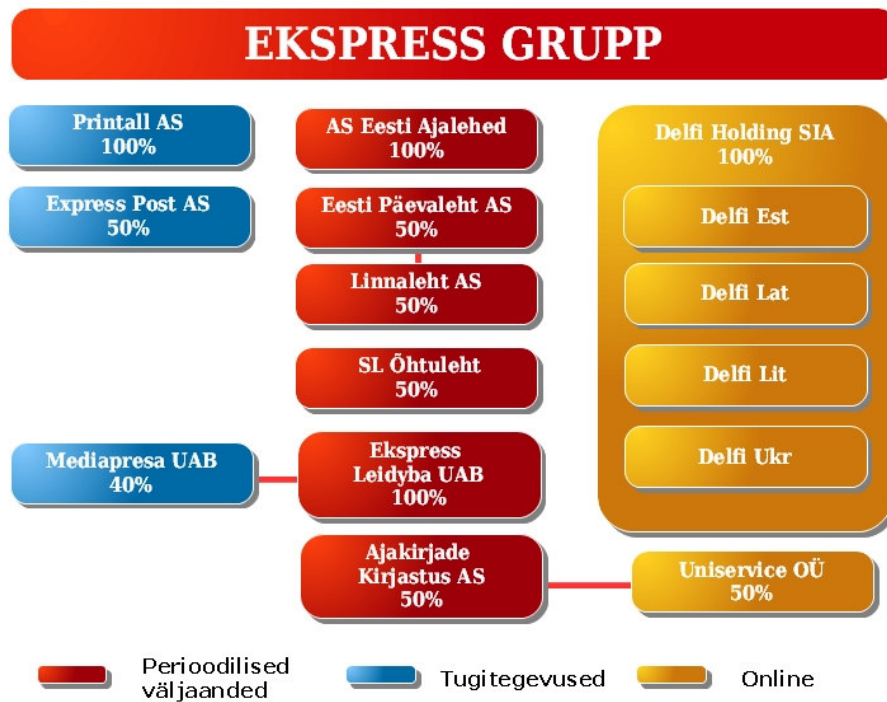 EKSPRESS GRUPP
Printall AS
100%
Express Post AS
50%
Mediapresa UAB
40%
AS Eesti Ajalehed
100%
Eesti Päevaleht AS
50%
Linnaleht AS
50%
SL Õhtuleht
50%
Ekspress
Leidyba UAB
100%
Ajakirjade
Kirjastus AS
50%
Delfi Holding SIA
100%
Delfi Est
Delfi Lat
Delfi Lit
Delfi Ukr
Uniservice OÜ
50%
Perioodilised
väljaanded
Tugitegevused
Online